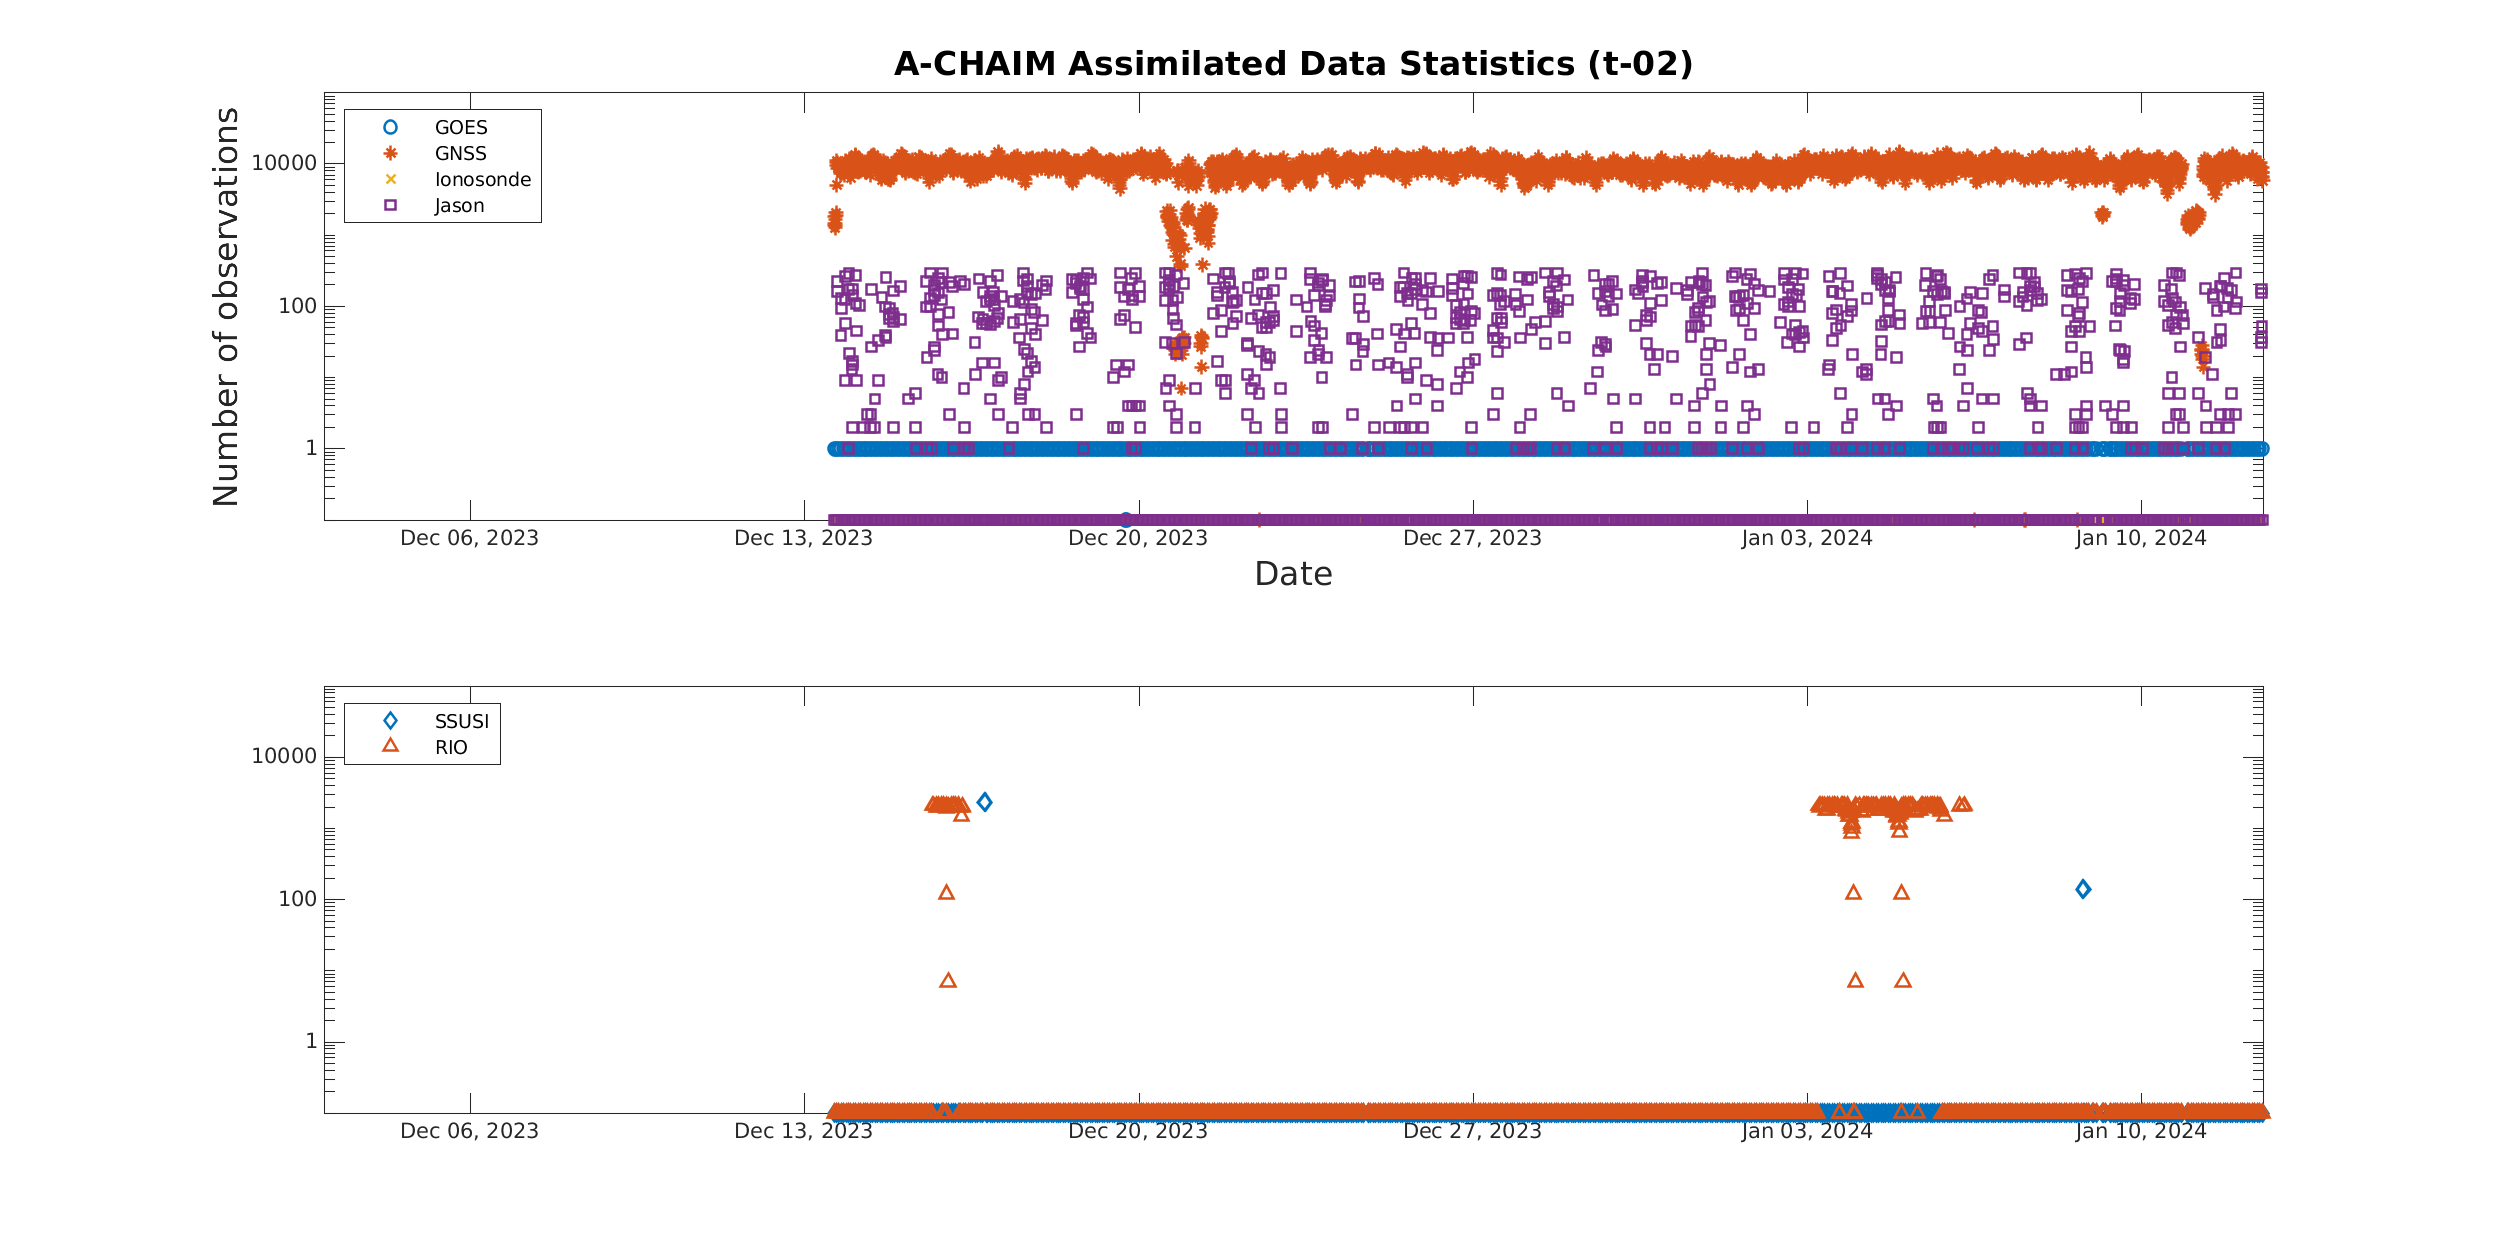 A-CHAIM Assimilated Data Statistics (t-02)
Number of observations
10000
100
1
GOES
GNSS
Ionosonde
Jason
Dec 06, 2023
Dec 13, 2023
Dec 20, 2023
Dec 27, 2023
Jan 03, 2024
Jan 10, 2024
Date
10000
100
1
SSUSI
RIO
Dec 06, 2023
Dec 13, 2023
Dec 20, 2023
Dec 27, 2023
Jan 03, 2024
Jan 10, 2024